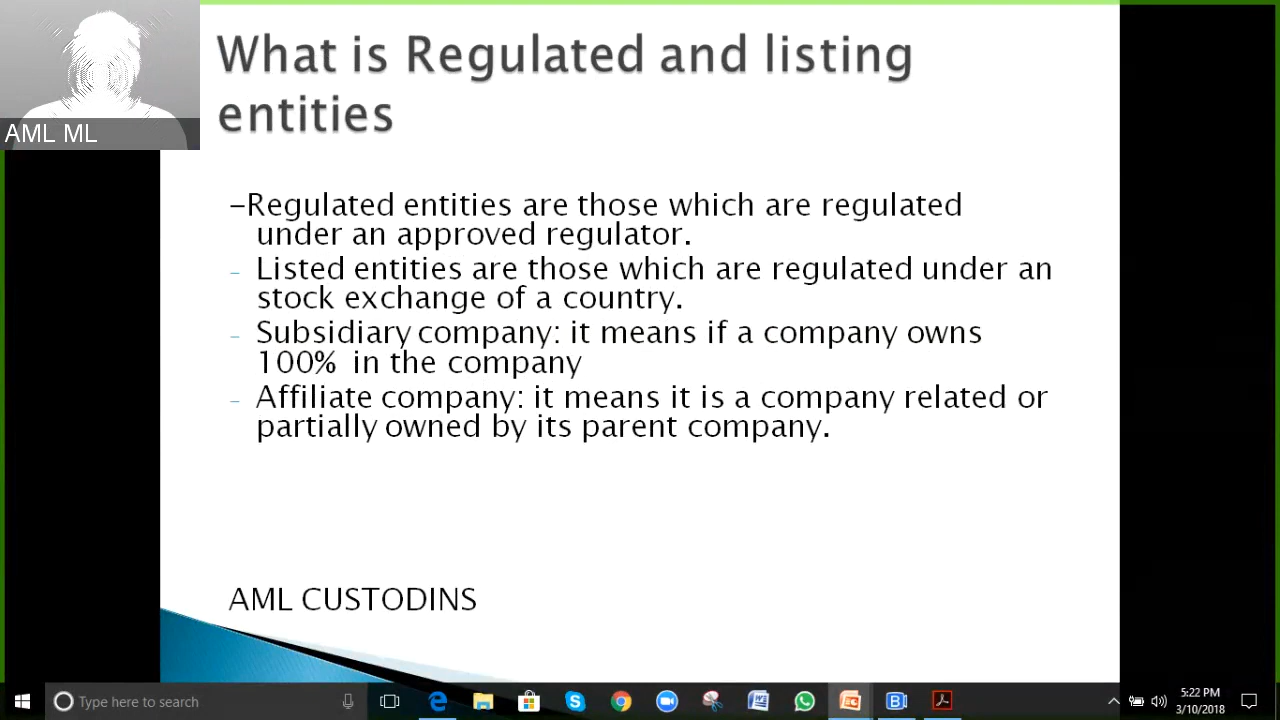 What is Regulated and listing
entities
AML ML
–Regulated entities are those which are regulated
under an approved regulator.
– Listed entities are those which are regulated under an
stock exchange of a country.
– Subsidiary company: it means if a company owns
100% in the company
– Affiliate company: it means it is a company related or
partially owned by its parent company.
AML CUSTODINS
Type here to search
5:22 PM
3/10/2018